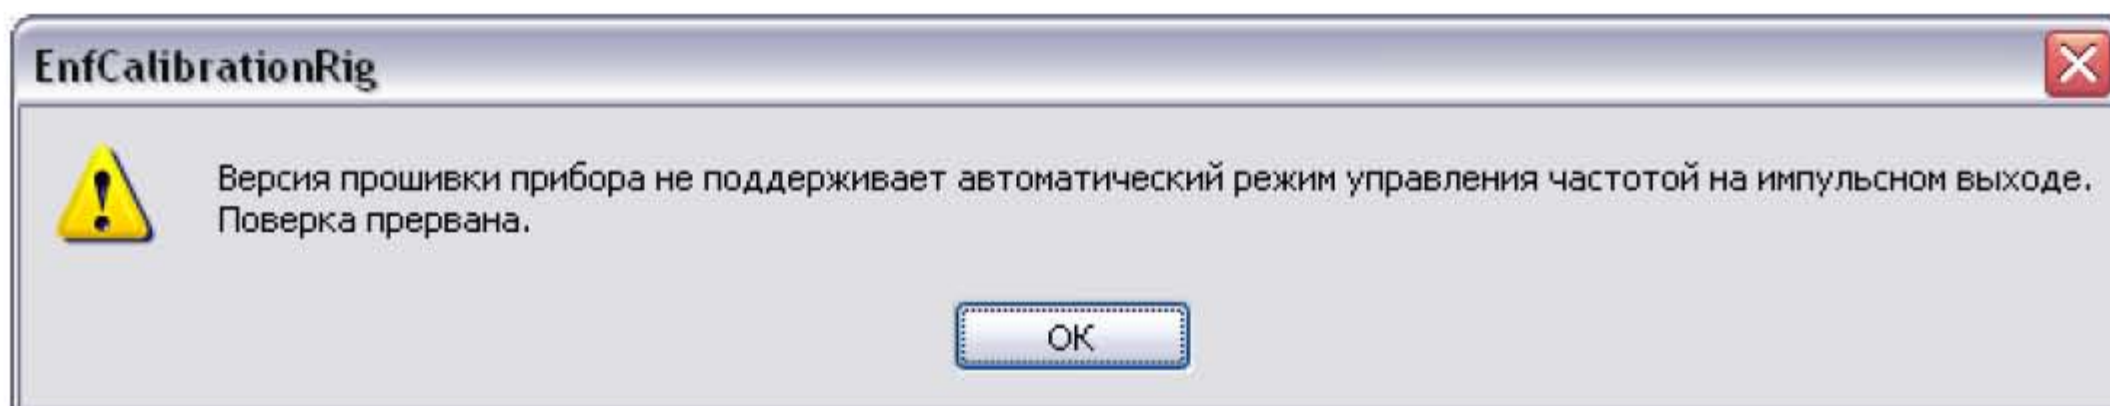 EnfCalibrationRig
Версия прошивки прибора не поддерживает автоматический режим управления частотой на импульсном выходе.
Поверка прервана.
OK